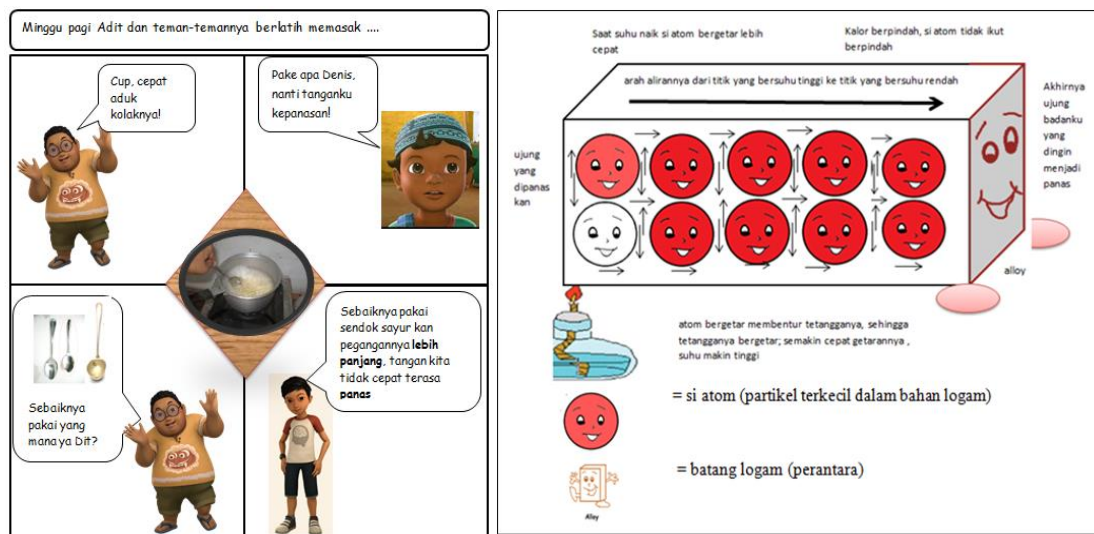 Minggu pagi Adit dan teman-temannya berlatih memasak ....
Cup, cepat
aduk
kolaknya!
Pake apa Denis,
nanti tanganku
kepanasan!
Sebaiknya
pakai yang
mana ya Dit?
Sebaiknya pakai
sendok sayur kan
pegangannya lebih
panjang, tangan kita
tidak cepat terasa
panas
Saat suhu naik si atom bergetar lebih
cepat
Kalor berpindah, si atom tidak ikut
berpindah
arah alirannya dari titik yang bersuhu tinggi ke titik yang bersuhu rendah
ujung
yang
dipanas
kan
Akhirnya
ujung
badanku
yang
dingin
menjadi
panas
alloy
atom bergetar membentur tetangganya, sehingga
tetangganya bergetar; semakin cepat getarannya ,
suhu makin tinggi
= si atom (partikel terkecil dalam bahan logam)
= batang logam (perantara)
Alloy